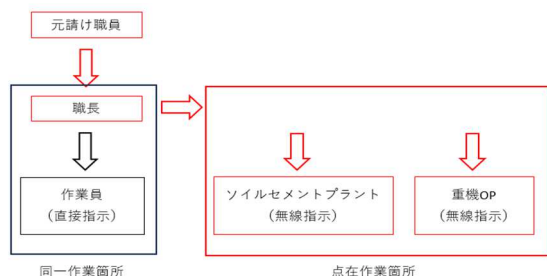 元請け職員
職長
作業員
（直接指示）
ソイルセメントプラント
（無線指示）
重機OP
（無線指示）
同一作業箇所
点在作業箇所